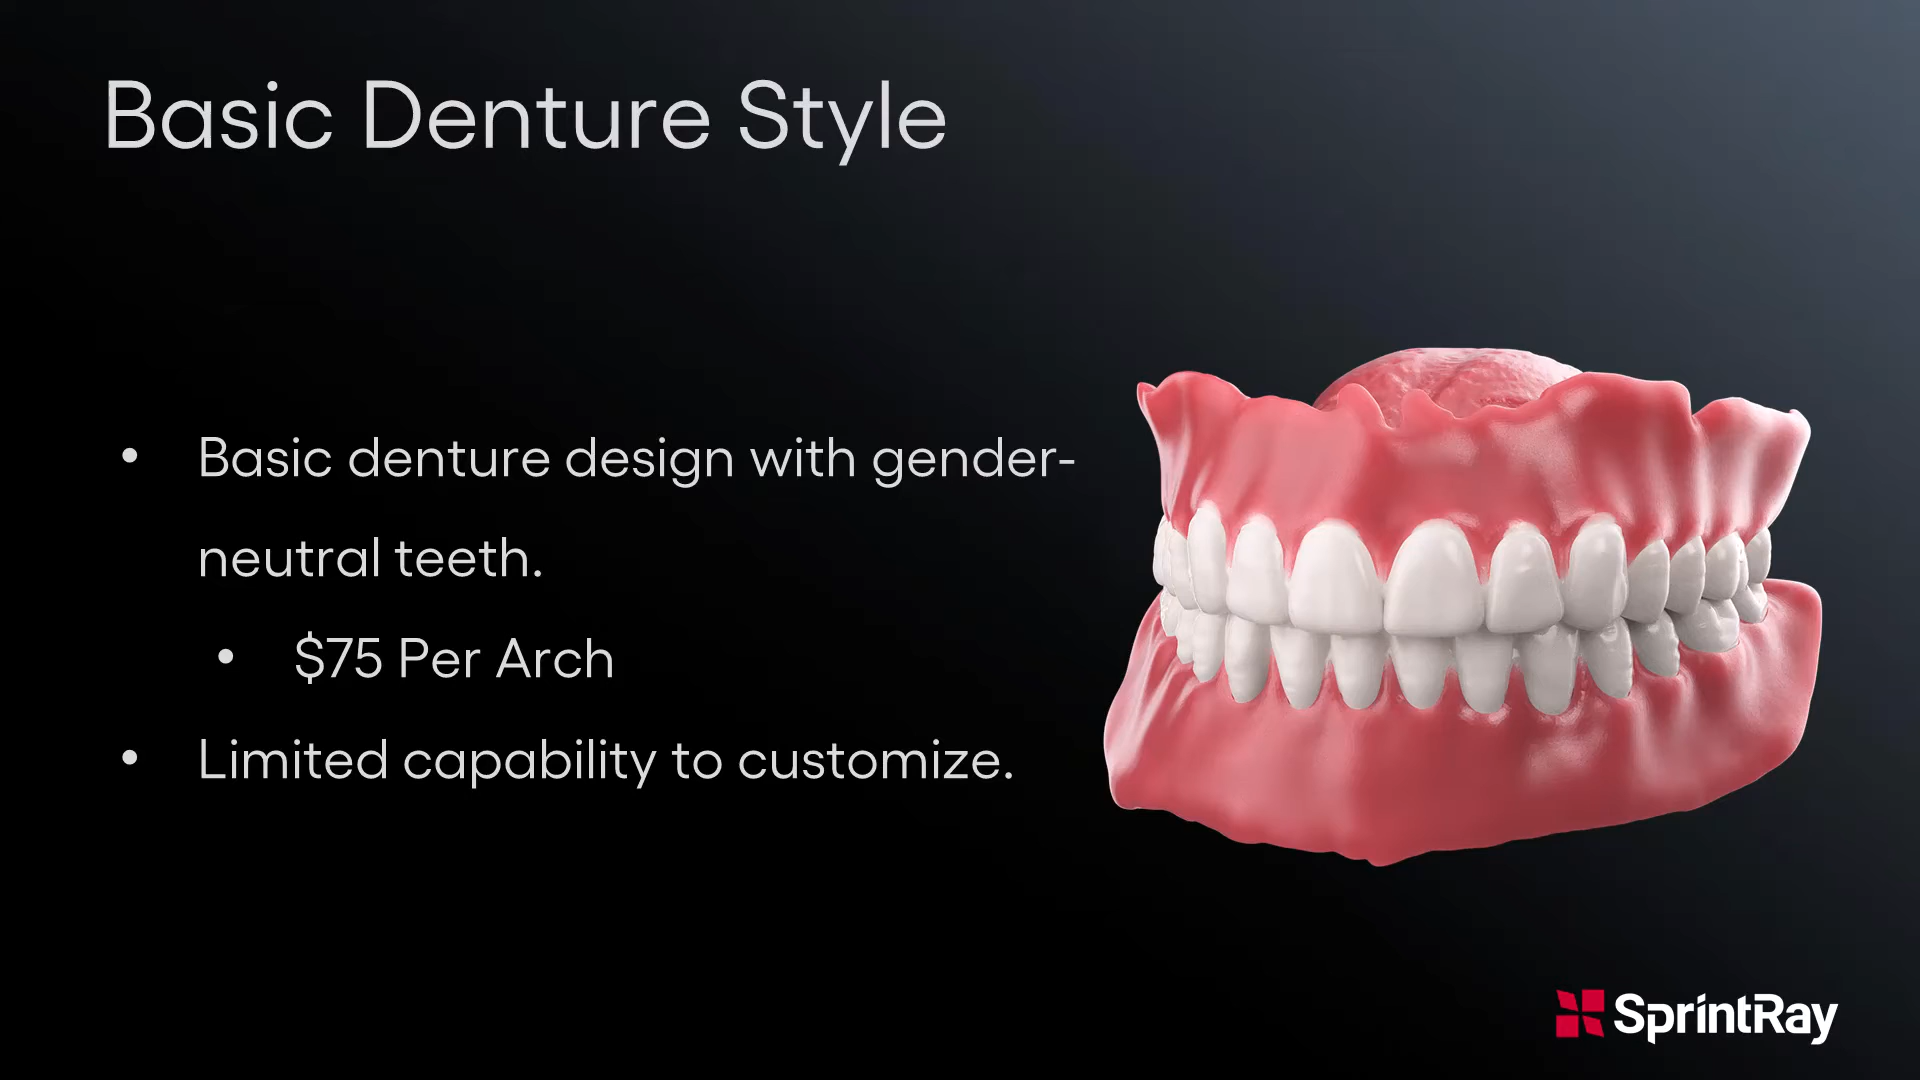 Basic Denture Style
• Basic denture design with gender-
neutral teeth.
• $75 Per Arch
• Limited capability to customize.
SprintRay